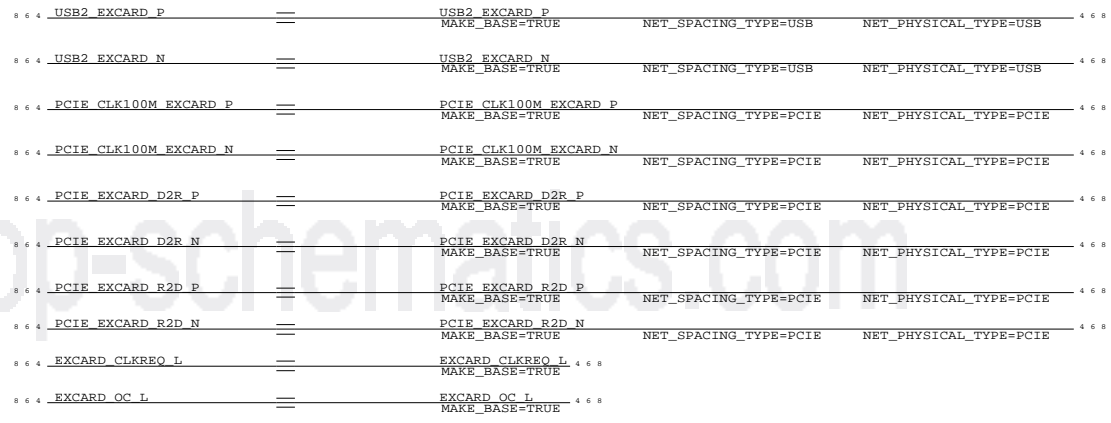 8 6 4 USB2_EXCARD_P USB2_EXCARD_P 4 6 8
MAKE_BASE=TRUE NET_SPACING_TYPE=USB NET_PHYSICAL_TYPE=USB
8 6 4 USB2_EXCARD_N USB2_EXCARD_N 4 6 8
MAKE_BASE=TRUE NET_SPACING_TYPE=USB NET_PHYSICAL_TYPE=USB
8 6 4 PCIE_CLK100M_EXCARD_P PCIE_CLK100M_EXCARD_P 4 6 8
MAKE_BASE=TRUE NET_SPACING_TYPE=PCIE NET_PHYSICAL_TYPE=PCIE
8 6 4 PCIE_CLK100M_EXCARD_N PCIE_CLK100M_EXCARD_N 4 6 8
MAKE_BASE=TRUE NET_SPACING_TYPE=PCIE NET_PHYSICAL_TYPE=PCIE
8 6 4 PCIE_EXCARD_D2R_P PCIE_EXCARD_D2R_P 4 6 8
MAKE_BASE=TRUE NET_SPACING_TYPE=PCIE NET_PHYSICAL_TYPE=PCIE
8 6 4 PCIE_EXCARD_D2R_N PCIE_EXCARD_D2R_N 4 6 8
MAKE_BASE=TRUE NET_SPACING_TYPE=PCIE NET_PHYSICAL_TYPE=PCIE
op-schematics.com
8 6 4 PCIE_EXCARD_R2D_P PCIE_EXCARD_R2D_P 4 6 8
MAKE_BASE=TRUE NET_SPACING_TYPE=PCIE NET_PHYSICAL_TYPE=PCIE
8 6 4 PCIE_EXCARD_R2D_N PCIE_EXCARD_R2D_N 4 6 8
MAKE_BASE=TRUE NET_SPACING_TYPE=PCIE NET_PHYSICAL_TYPE=PCIE
8 6 4 EXCARD_CLKREQ_L EXCARD_CLKREQ_L 4 6 8
MAKE_BASE=TRUE
8 6 4 EXCARD_OC_L EXCARD_OC_L 4 6 8
MAKE_BASE=TRUE